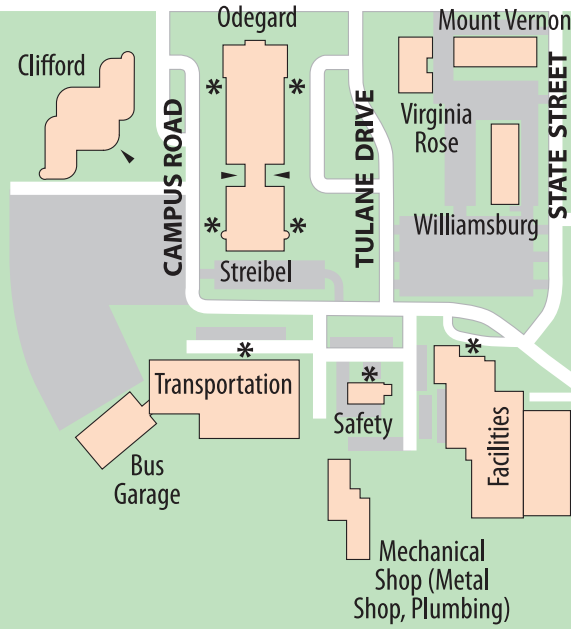 Odegard
Mount Vernon
Clifford
CAMPUS ROAD
TULANE DRIVE
Virginia
Rose
STATE STREET
Williamsburg
Streibel
Transportation
Safety
Facilities
Bus
Garage
Mechanical
Shop (Metal
Shop, Plumbing)